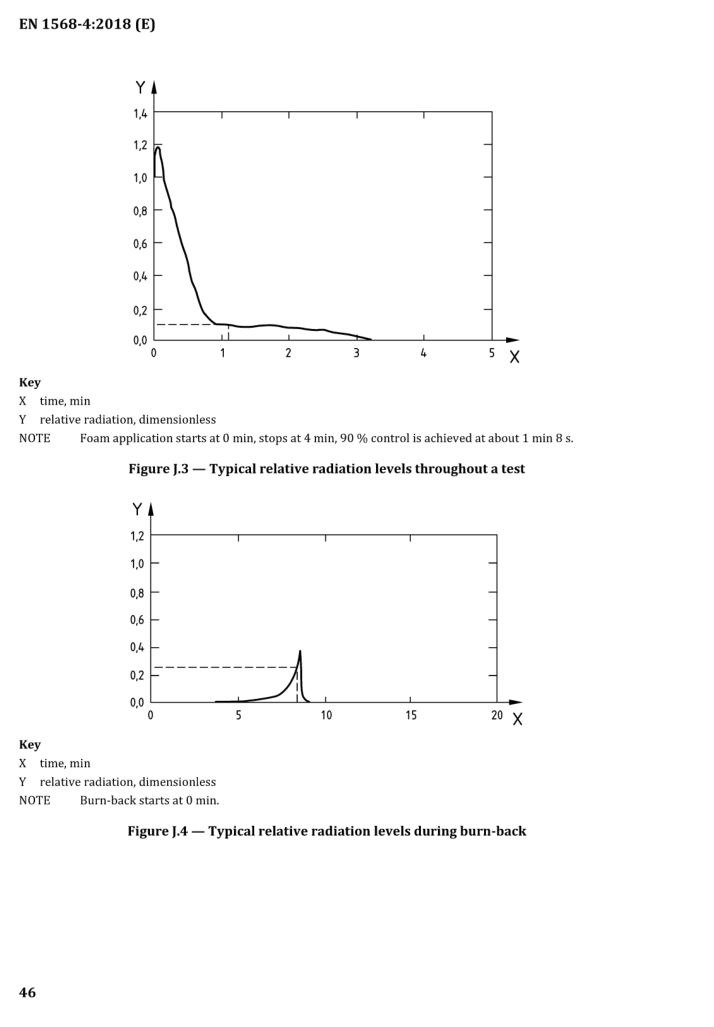 EN 1568-4:2018 (E)
Y
1,4
1,2
1,0
0,8
0,6
0,4
0,2
0,0
0 1 2 3 4 5 X
Key
X time, min
Y relative radiation, dimensionless
NOTE Foam application starts at 0 min, stops at 4 min, 90 % control is achieved at about 1 min 8 s.
Figure J.3 — Typical relative radiation levels throughout a test
Y
1,2
1,0
0,8
0,6
0,4
0,2
0,0
0 5 10 15 20 X
Key
X time, min
Y relative radiation, dimensionless
NOTE Burn-back starts at 0 min.
Figure J.4 — Typical relative radiation levels during burn-back
46